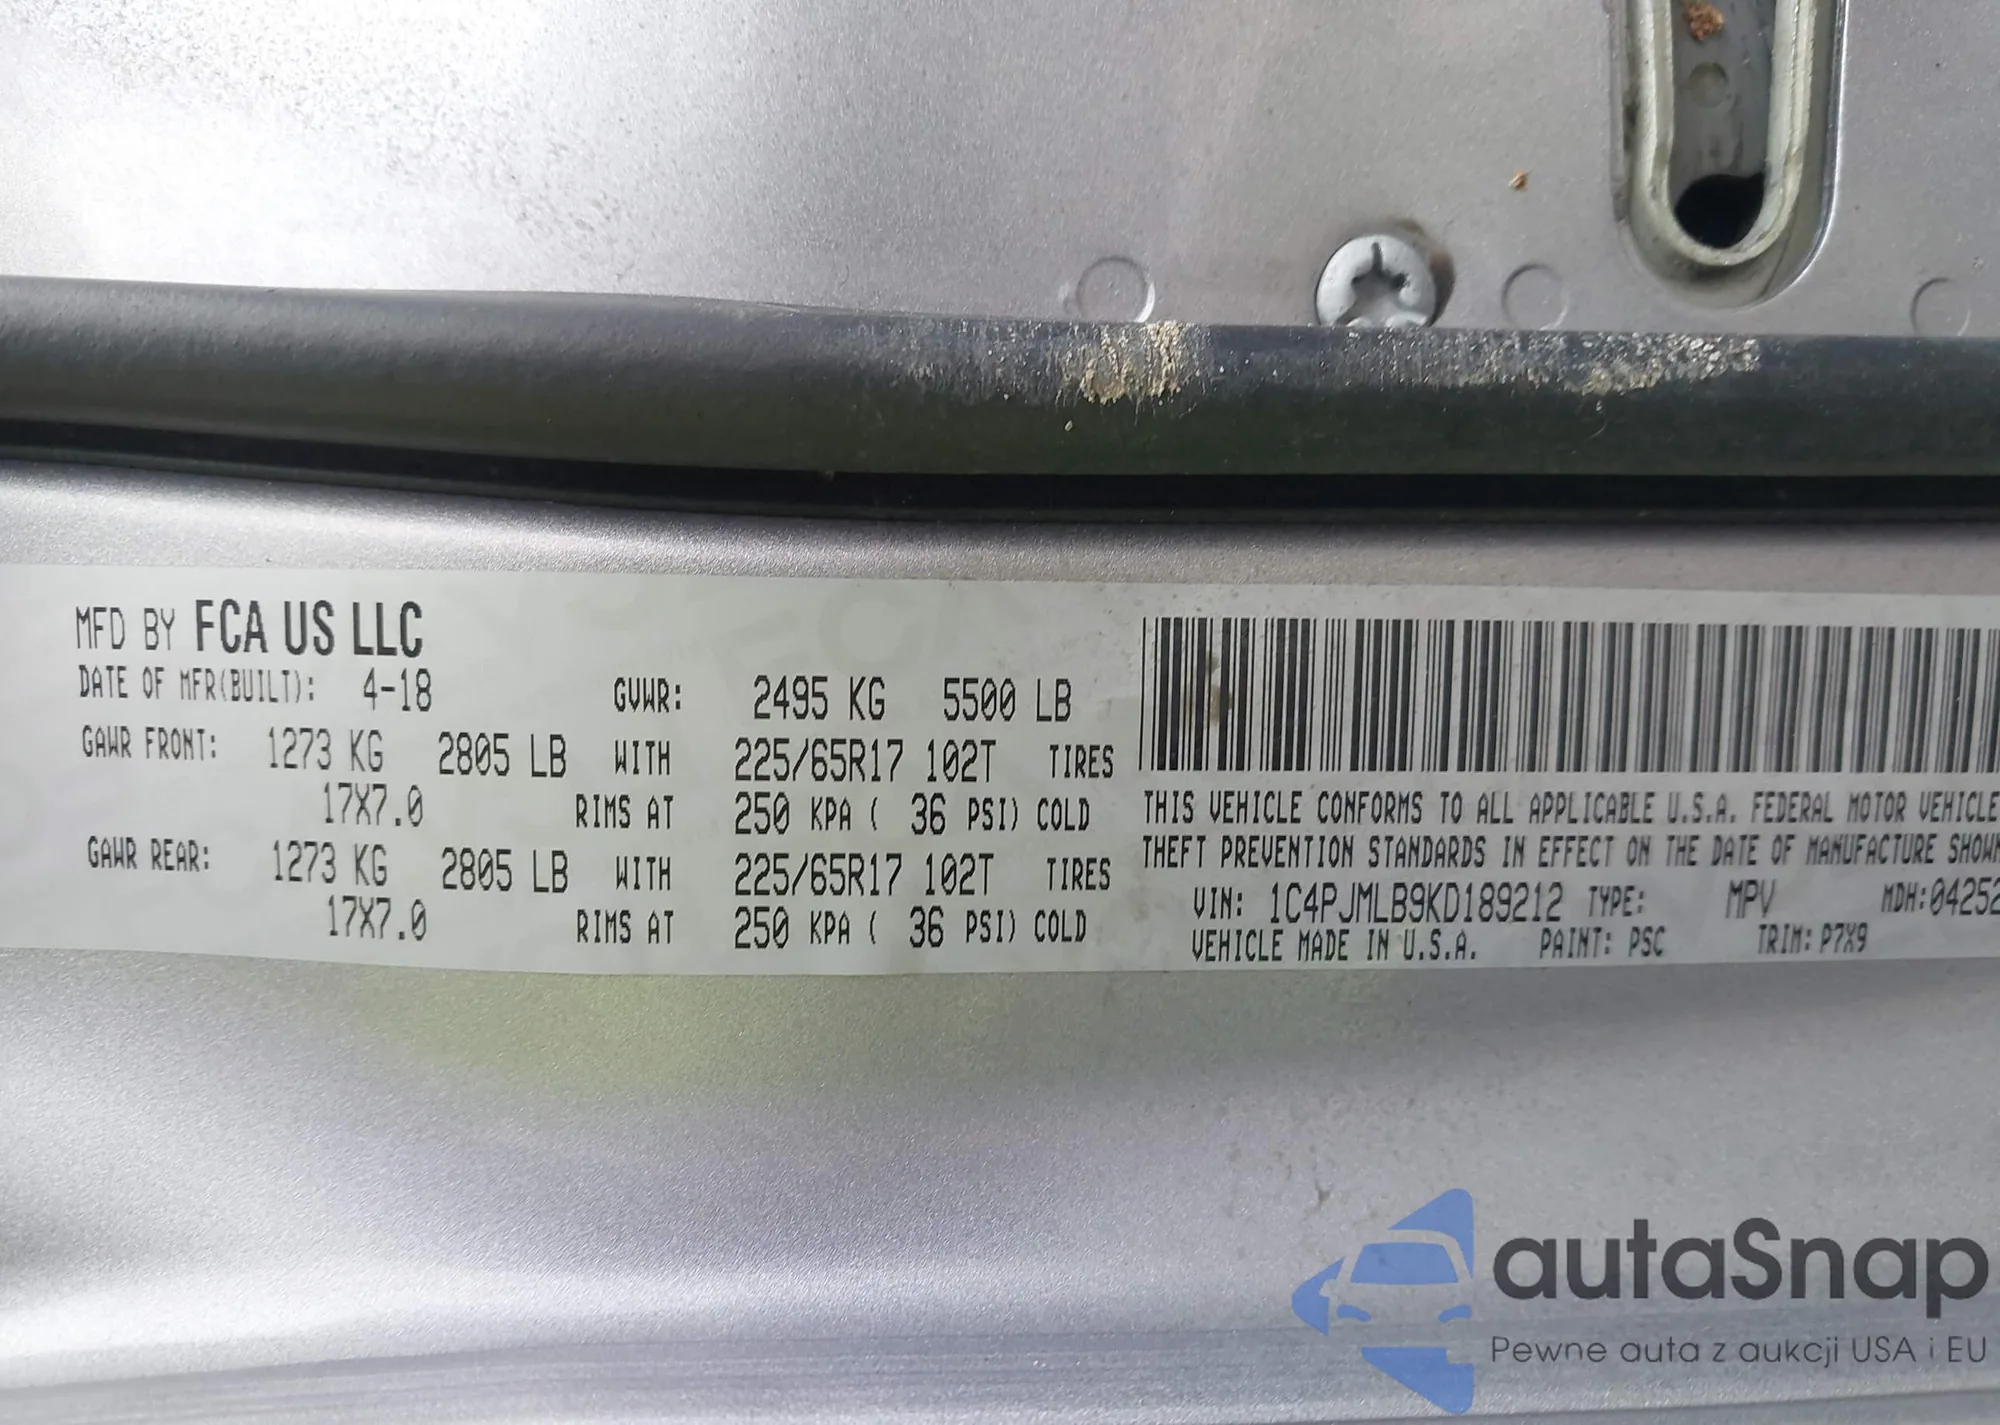 MFD BY FCA US LLC
DATE OF MFR(BUILT): 4-18 GVWR: 2495 KG 5500 LB
GAWR FRONT: 1273 KG 2805 LB WITH 225/65R17 102T TIRES
17X7.0 RIMS AT 250 KPA ( 36 PSI) COLD
GAWR REAR: 1273 KG 2805 LB WITH 225/65R17 102T TIRES
17X7.0 RIMS AT 250 KPA ( 36 PSI) COLD
THIS VEHICLE CONFORMS TO ALL APPLICABLE U.S.A. FEDERAL MOTOR VEHICLE
THEFT PREVENTION STANDARDS IN EFFECT ON THE DATE OF MANUFACTURE SHOWN
VIN: 1C4PJMLB9KD189212 TYPE: MPV MDH:04252
VEHICLE MADE IN U.S.A. PAINT: PSC TRIM: P7X9
autaSnap
Pewne auta z aukcji USA i EU